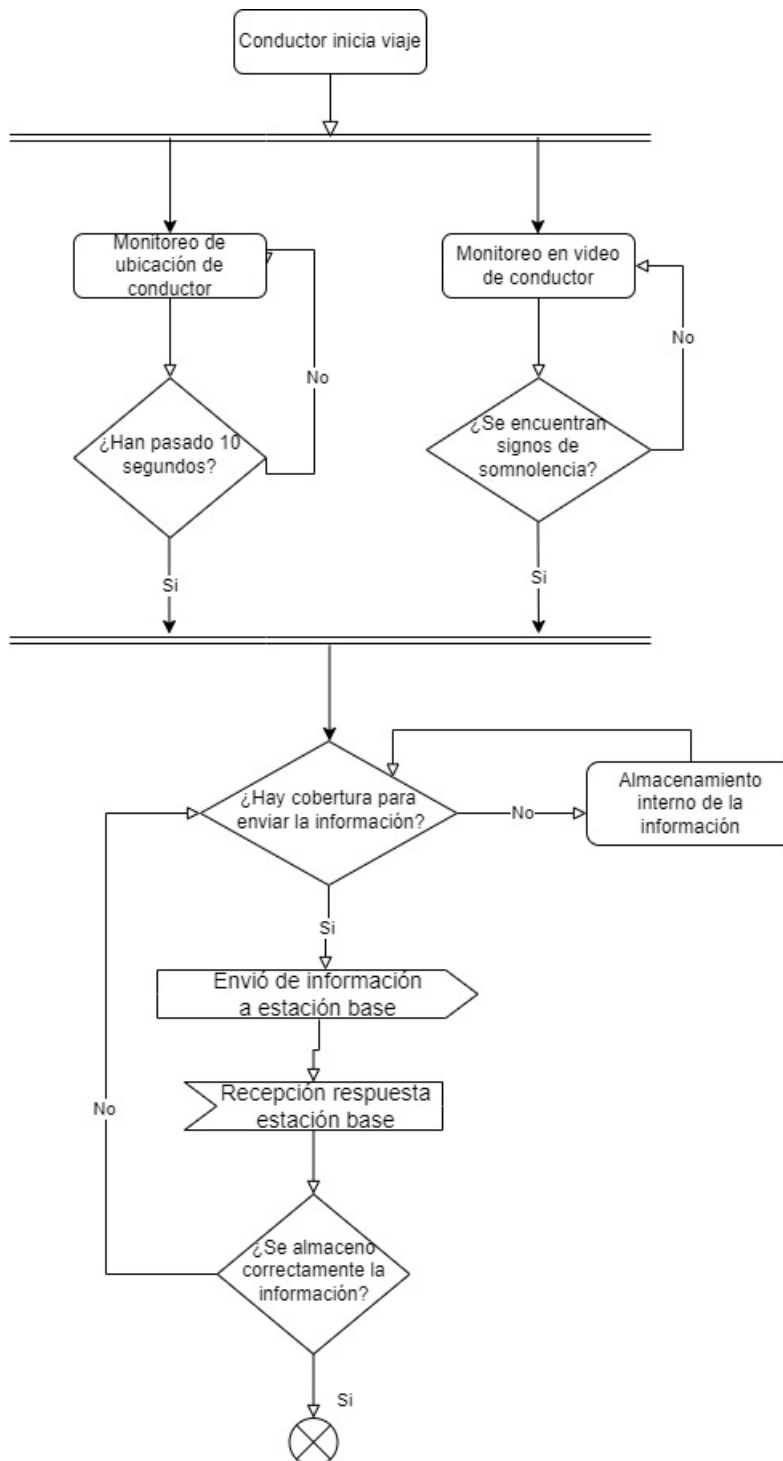 Conductor inicia viaje
Monitoreo de
ubicación de
conductor
Monitoreo en video
de conductor
No
No
¿Han pasado 10
segundos?
¿Se encuentran
signos de
somnolencia?
Si
Si
¿Hay cobertura para
enviar la información?
No
Almacenamiento
interno de la
información
Si
Envió de información
a estación base
Recepción respuesta
estación base
No
¿Se almaceno
correctamente la
información?
Si